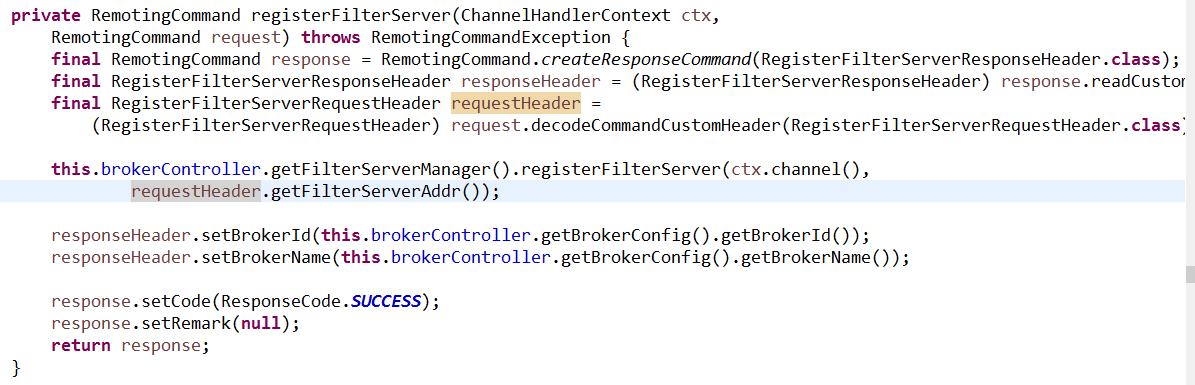 private RemotingCommand registerFilterServer(ChannelHandlerContext ctx,
    RemotingCommand request) throws RemotingCommandException {
    final RemotingCommand response = RemotingCommand.createResponseCommand(RegisterFilterServerResponseHeader.class);
    final RegisterFilterServerResponseHeader responseHeader = (RegisterFilterServerResponseHeader) response.readCustom
    final RegisterFilterServerRequestHeader requestHeader =
        (RegisterFilterServerRequestHeader) request.decodeCommandCustomHeader(RegisterFilterServerRequestHeader.class)
    this.brokerController.getFilterServerManager().registerFilterServer(ctx.channel(),
            requestHeader.getFilterServerAddr());
    responseHeader.setBrokerId(this.brokerController.getBrokerConfig().getBrokerId());
    responseHeader.setBrokerName(this.brokerController.getBrokerConfig().getBrokerName());
    response.setCode(ResponseCode.SUCCESS);
    response.setRemark(null);
    return response;
}